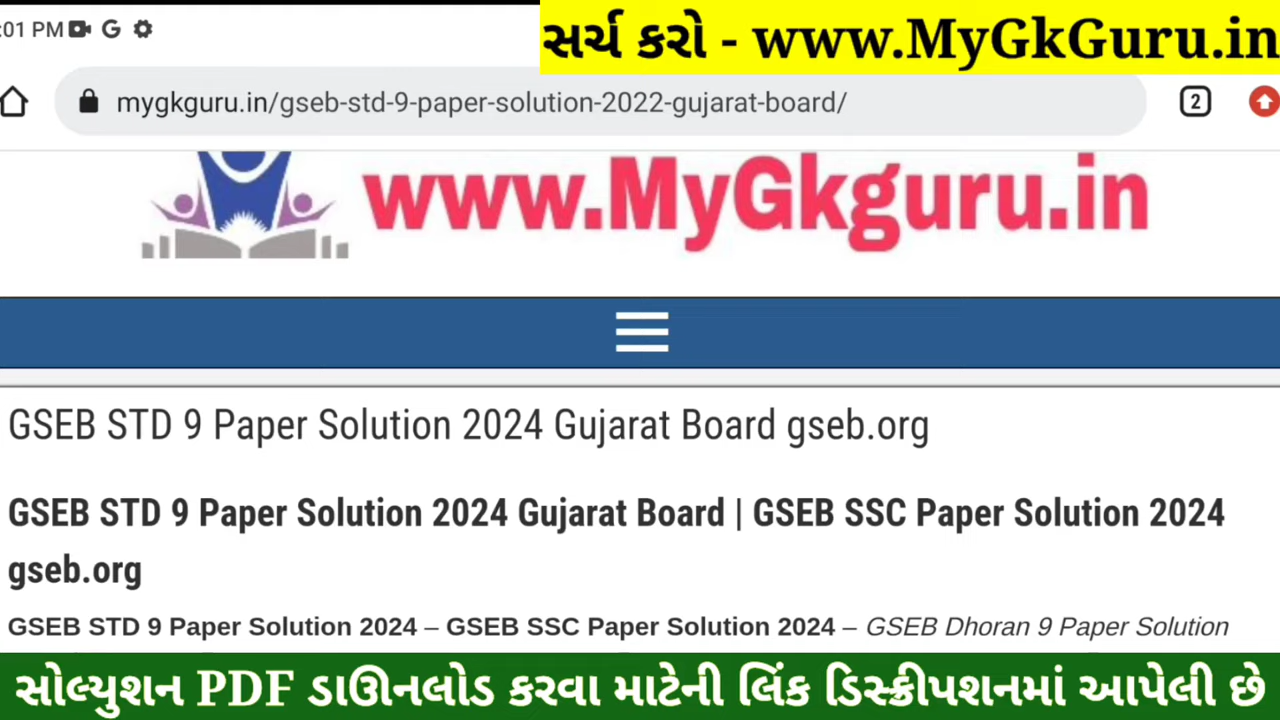 :01 PM
સર્ચ કરો - www.MyGkGuru.in
mygkguru.in/gseb-std-9-paper-solution-2022-gujarat-board/
2
www.MyGkguru.in
GSEB STD 9 Paper Solution 2024 Gujarat Board gseb.org
GSEB STD 9 Paper Solution 2024 Gujarat Board | GSEB SSC Paper Solution 2024
gseb.org
GSEB STD 9 Paper Solution 2024 – GSEB SSC Paper Solution 2024 – GSEB Dhoran 9 Paper Solution
સોલ્યુશન PDF ડાઊનલોડ કરવા માટેની લિંક ડિસ્ક્રીપશનમાં આપેલી છે